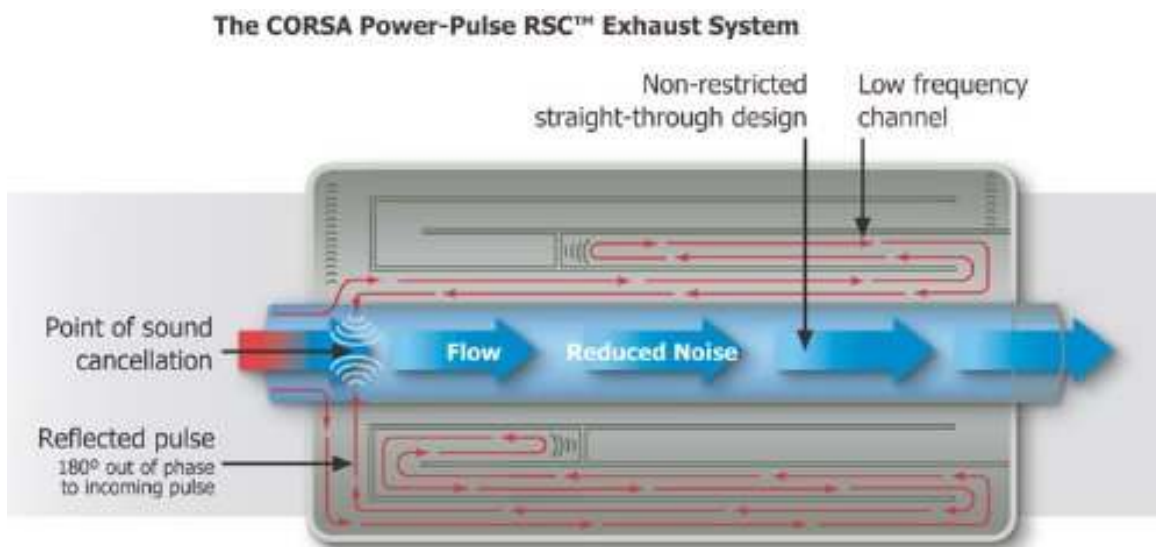 The CORSA Power-Pulse RSC™ Exhaust System
Non-restricted
straight-through design
Low frequency
channel
Point of sound
cancellation
Flow
Reduced Noise
Reflected pulse
180º out of phase
to incoming pulse